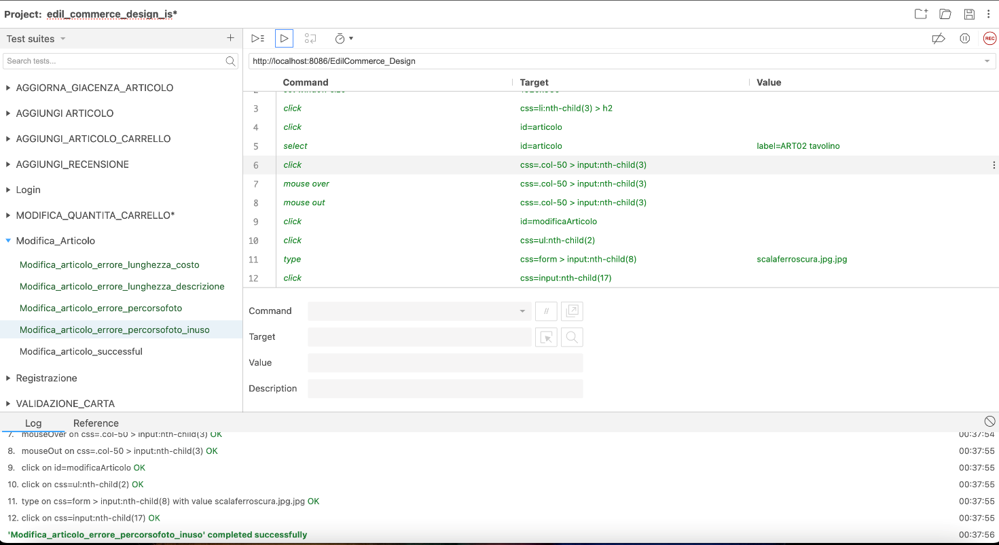 Project: edil_commerce_design_is*
Test suites
REC
Search tests...
http://localhost:8086/EdilCommerce_Design
Command Target Value
AGGIORNA_GIACENZA_ARTICOLO
AGGIUNGI ARTICOLO
AGGIUNGI_ARTICOLO_CARRELLO
AGGIUNGI_RECENSIONE
Login
MODIFICA_QUANTITA_CARRELLO*
Modifica_Articolo
Modifica_articolo_errore_lunghezza_costo
Modifica_articolo_errore_lunghezza_descrizione
Modifica_articolo_errore_percorsofoto
Modifica_articolo_errore_percorsofoto_inuso
Modifica_articolo_successful
Registrazione
VALIDAZIONE_CARTA
3 click css=li:nth-child(3) > h2
4 click id=articolo
5 select id=articolo label=ART02 tavolino
6 click css=.col-50 > input:nth-child(3)
7 mouse over css=.col-50 > input:nth-child(3)
8 mouse out css=.col-50 > input:nth-child(3)
9 click id=modificaArticolo
10 click css=ul:nth-child(2)
11 type css=form > input:nth-child(8) scalaferroscura.jpg.jpg
12 click css=input:nth-child(17)
Command //
Target
Value
Description
Log Reference
7. mouseOver on css=.col-50 > input:nth-child(3) OK 00:37:54
8. mouseOut on css=.col-50 > input:nth-child(3) OK 00:37:55
9. click on id=modificaArticolo OK 00:37:55
10. click on css=ul:nth-child(2) OK 00:37:55
11. type on css=form > input:nth-child(8) with value scalaferroscura.jpg.jpg OK 00:37:55
12. click on css=input:nth-child(17) OK 00:37:55
'Modifica_articolo_errore_percorsofoto_inuso' completed successfully 00:37:56